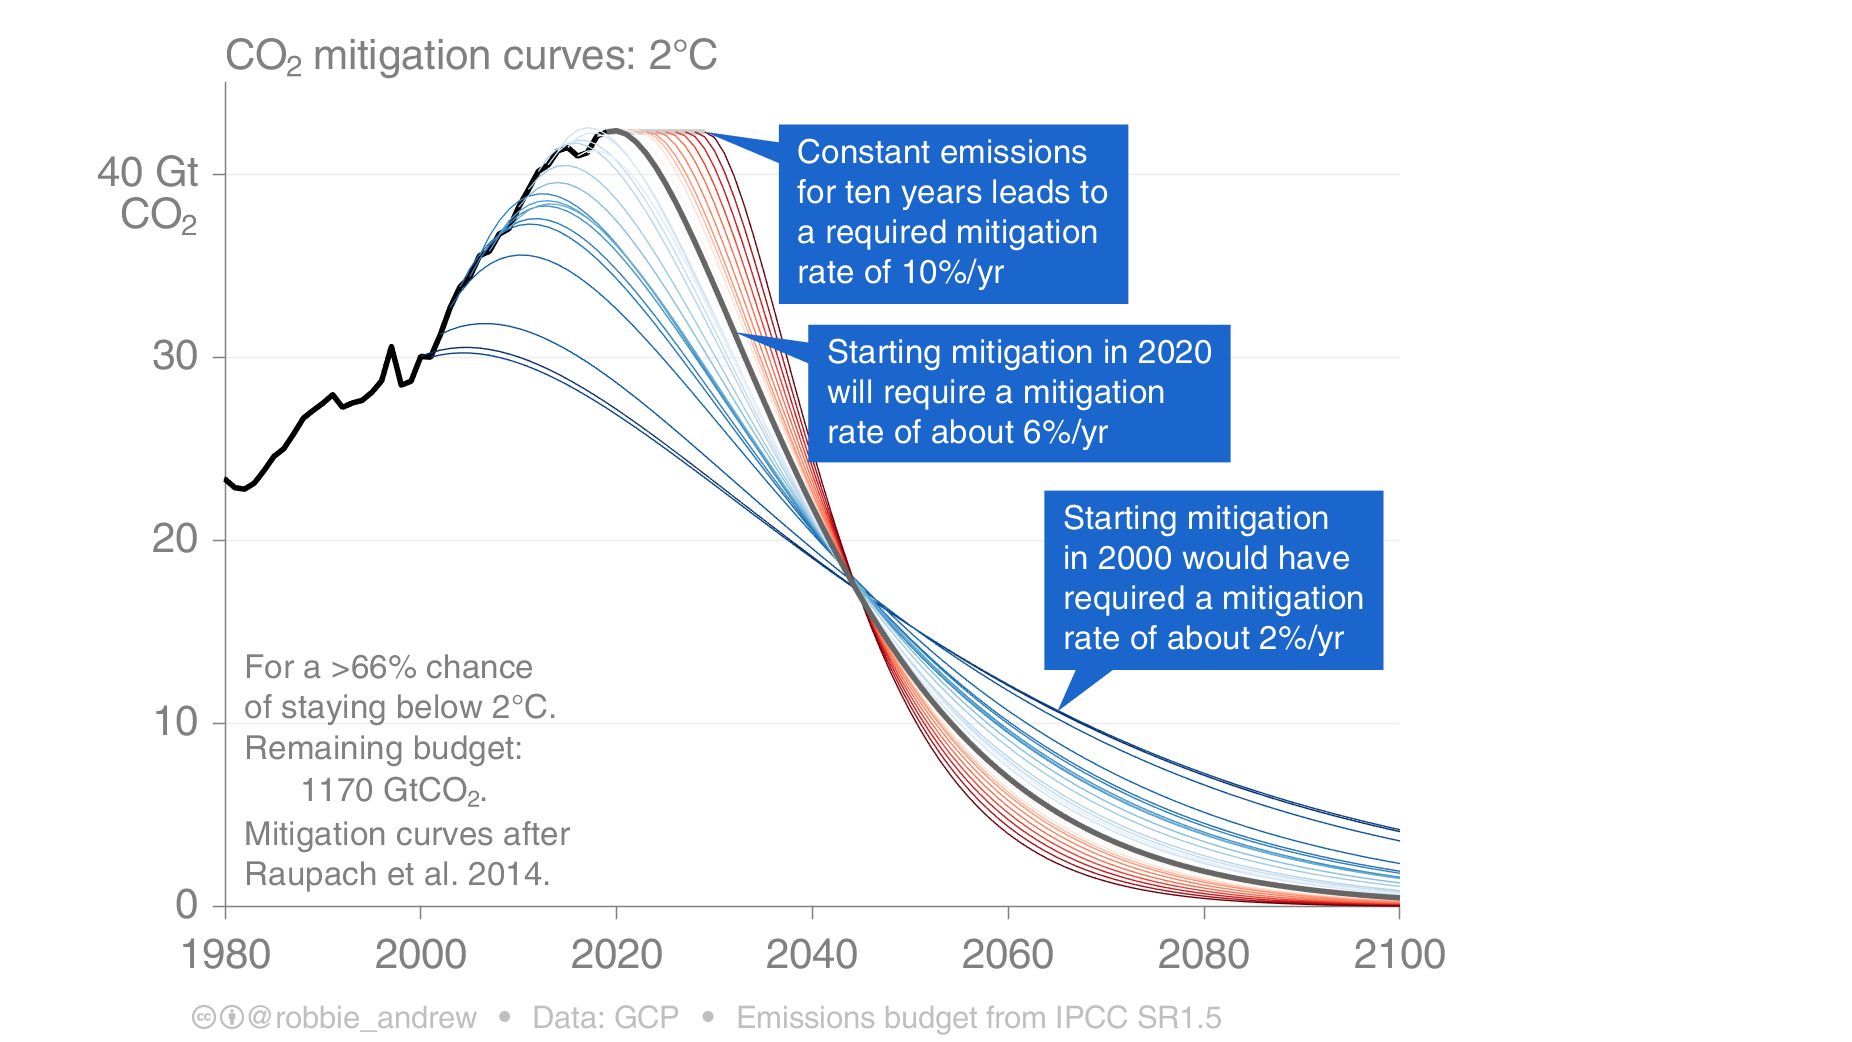 CO₂ mitigation curves: 2°C
40 Gt
CO₂
30
20
10
0
Constant emissions
for ten years leads to
a required mitigation
rate of 10%/yr
Starting mitigation in 2020
will require a mitigation
rate of about 6%/yr
Starting mitigation
in 2000 would have
required a mitigation
rate of about 2%/yr
For a >66% chance
of staying below 2°C.
Remaining budget:
1170 GtCO₂.
Mitigation curves after
Raupach et al. 2014.
1980 2000 2020 2040 2060 2080 2100
cc @robbie_andrew • Data: GCP • Emissions budget from IPCC SR1.5